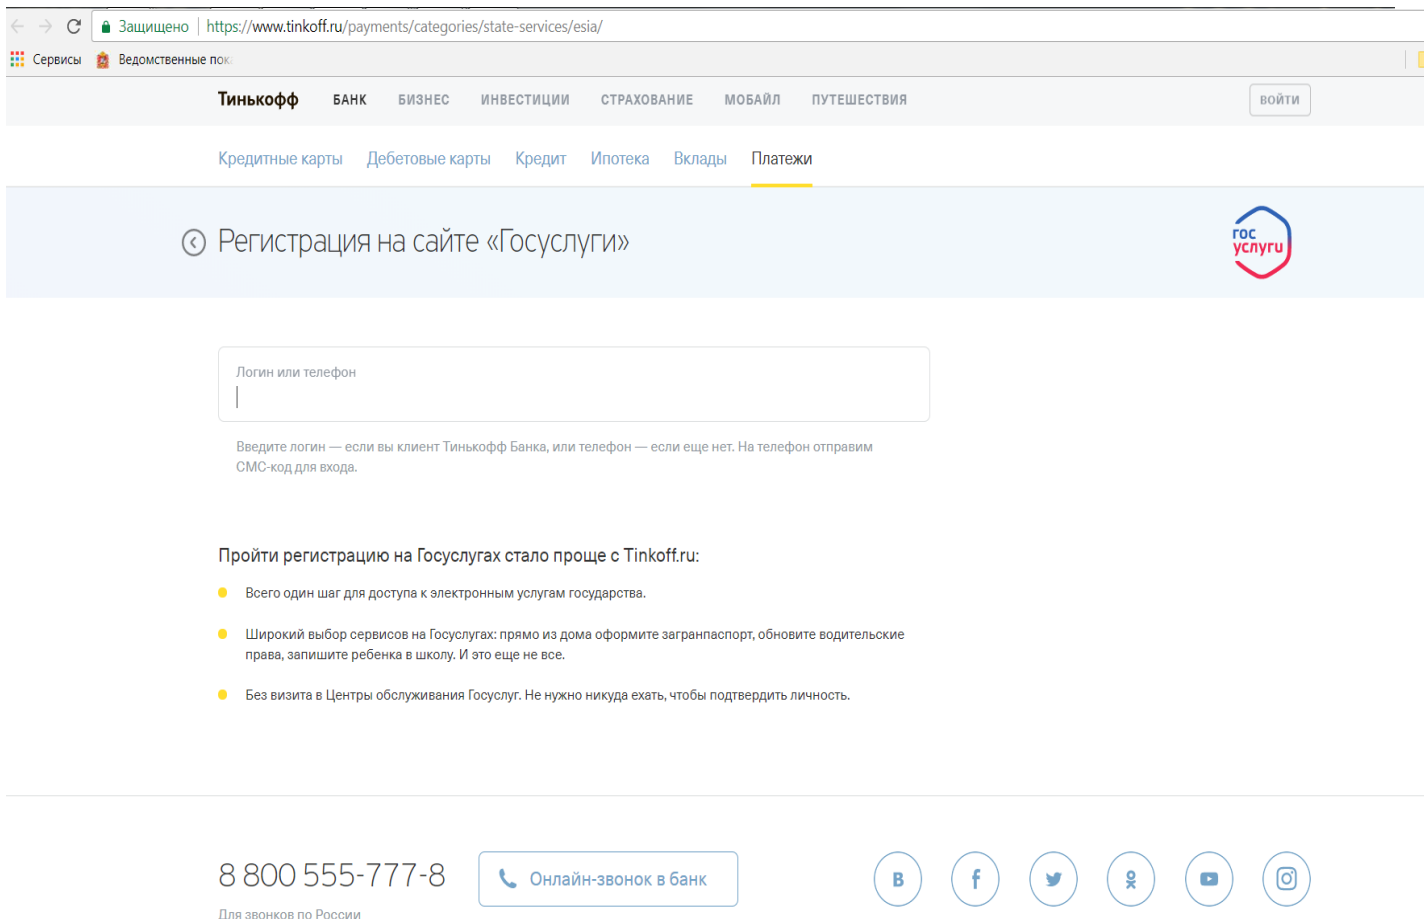 Защищено https://www.tinkoff.ru/payments/categories/state-services/esia/
Сервисы Ведомственные пок
Тинькофф БАНК БИЗНЕС ИНВЕСТИЦИИ СТРАХОВАНИЕ МОБАЙЛ ПУТЕШЕСТВИЯ ВОЙТИ
Кредитные карты Дебетовые карты Кредит Ипотека Вклады Платежи
Регистрация на сайте «Госуслуги»
гос
услуги
Логин или телефон
Введите логин — если вы клиент Тинькофф Банка, или телефон — если еще нет. На телефон отправим
СМС-код для входа.
Пройти регистрацию на Госуслугах стало проще с Tinkoff.ru:
Всего один шаг для доступа к электронным услугам государства.
Широкий выбор сервисов на Госуслугах: прямо из дома оформите загранпаспорт, обновите водительские
права, запишите ребенка в школу. И это еще не все.
Без визита в Центры обслуживания Госуслуг. Не нужно никуда ехать, чтобы подтвердить личность.
8 800 555-777-8 Онлайн-звонок в банк
Для звонков по России